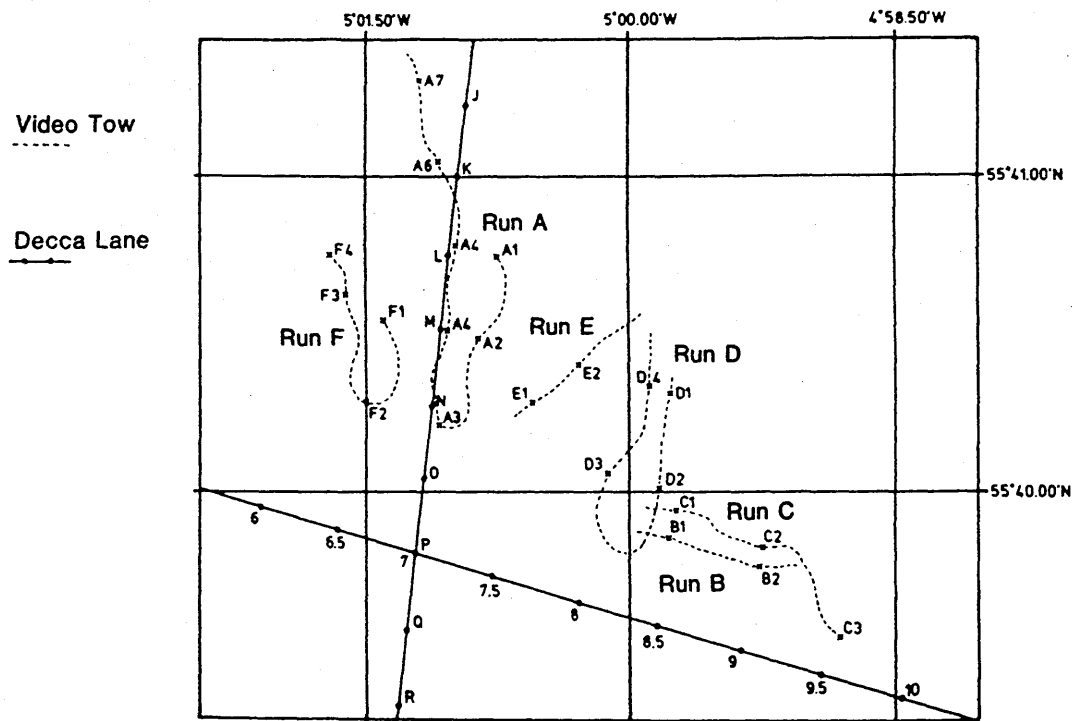 5°01.50'W
5°00.00'W
4°58.50'W
A7
J
Video Tow
A6
K
55°41.00'N
Run A
Decca Lane
F4
L
A4
A1
F3
F1
Run F
M
A4
A2
Run E
Run D
E2
D4
D1
E1
F2
N
A3
D3
O
D2
55°40.00'N
C1
Run C
6
6.5
P
B1
C2
7
7.5
Run B
B2
8
Q
8.5
C3
9
9.5
10
R